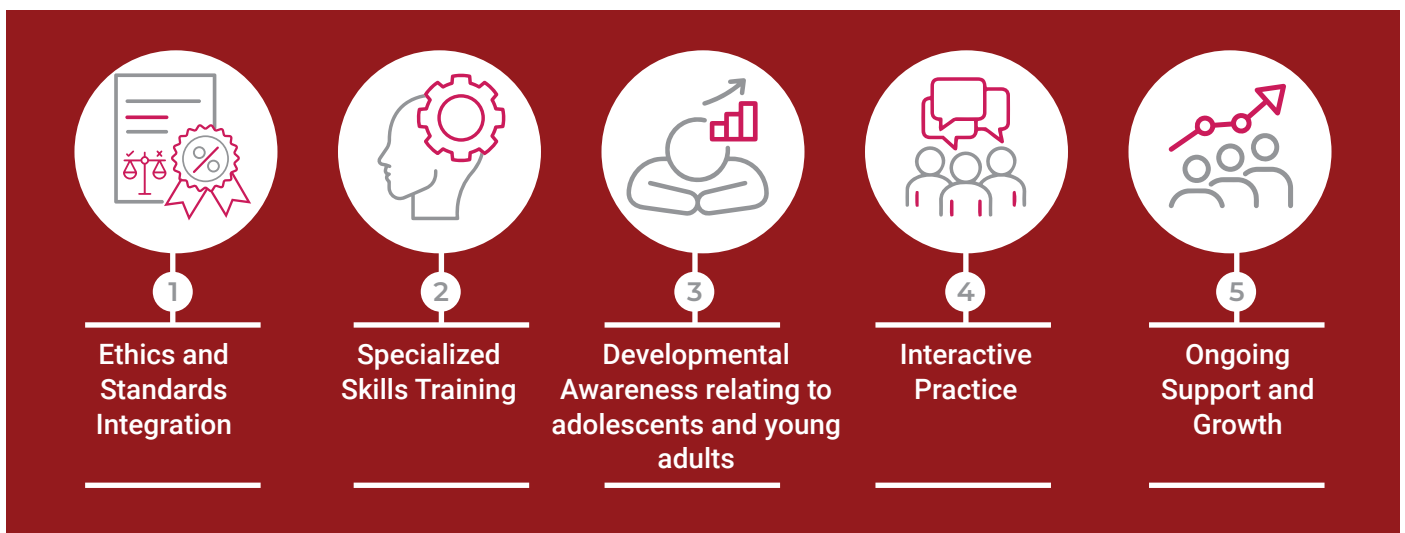 1
Ethics and
Standards
Integration
2
Specialized
Skills Training
3
Developmental
Awareness relating to
adolescents and young
adults
4
Interactive
Practice
5
Ongoing
Support and
Growth